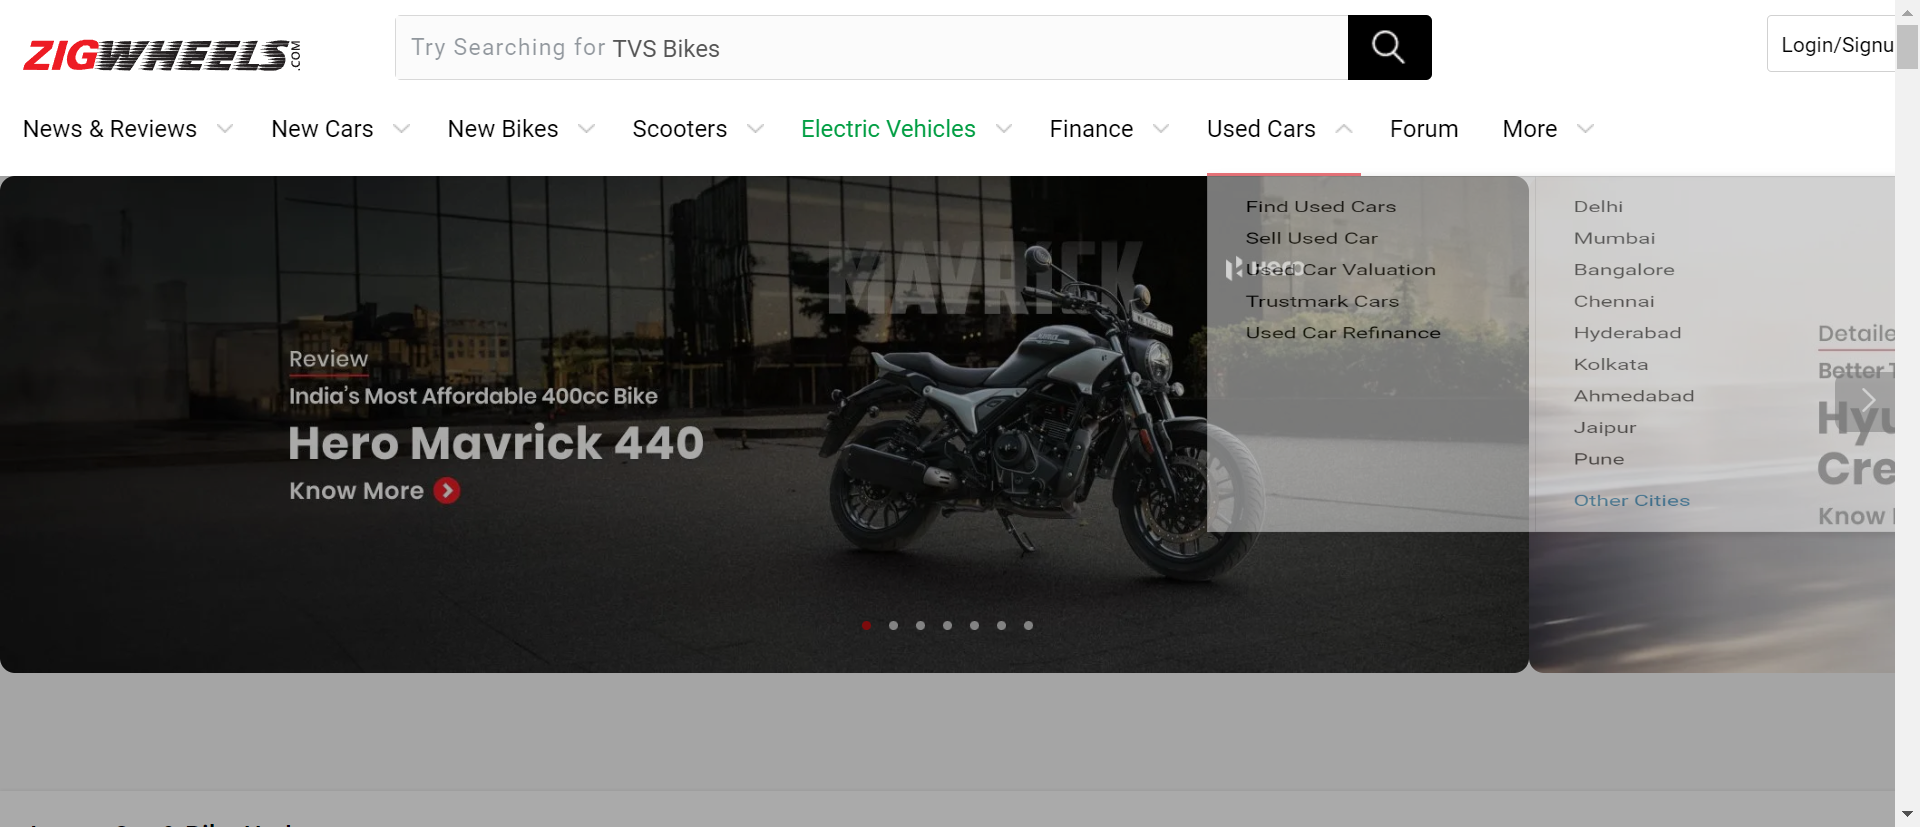 ZIGWHEELS.COM
Try Searching for TVS Bikes
Login/Signu
News & Reviews
New Cars
New Bikes
Scooters
Electric Vehicles
Finance
Used Cars
Forum
More
MAVRICK
Hero
Review
India's Most Affordable 400cc Bike
Hero Mavrick 440
Know More
Find Used Cars
Sell Used Car
Used Car Valuation
Trustmark Cars
Used Car Refinance
Delhi
Mumbai
Bangalore
Chennai
Hyderabad
Kolkata
Ahmedabad
Jaipur
Pune
Other Cities
Detaile
Better T
Hyu
Cre
Know